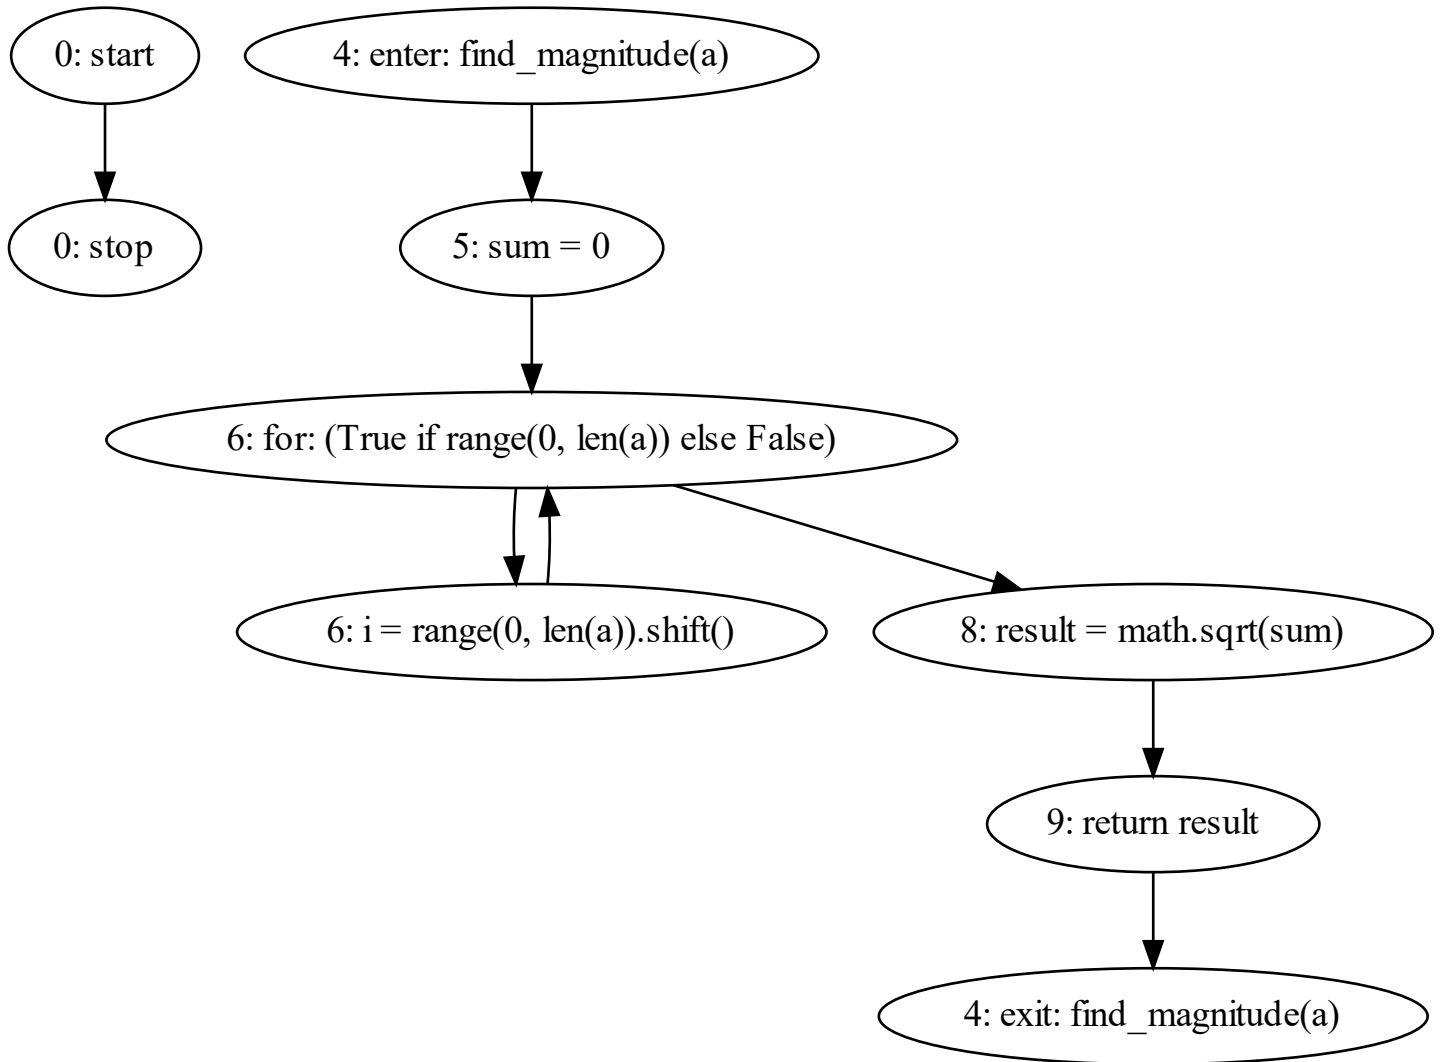 0: start
4: enter: find_magnitude(a)
0: stop
5: sum = 0
6: for: (True if range(0, len(a)) else False)
6: i = range(0, len(a)).shift()
8: result = math.sqrt(sum)
9: return result
4: exit: find_magnitude(a)